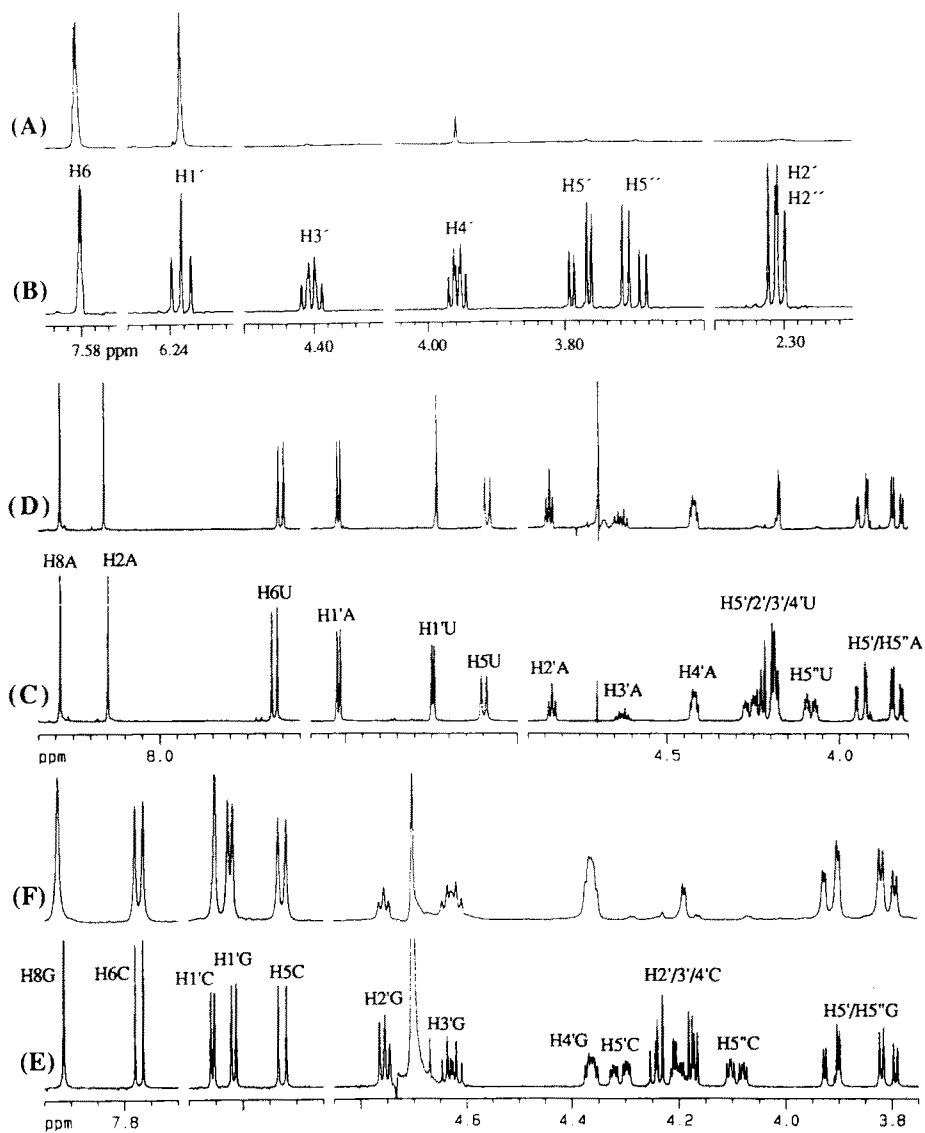 (A)
H6
H1´
H3´
H4´
H5´
H5´´
H2´
H2´´
(B)
7.58 ppm
6.24
4.40
4.00
3.80
2.30
(D)
H8A
H2A
H6U
H1'A
H1'U
H5U
H2'A
H3'A
H4'A
H5'/2'/3'/4'U
H5"U
H5'/H5"A
(C)
ppm
8.0
4.5
4.0
(F)
H8G
H6C
H1'C
H1'G
H5C
H2'G
H3'G
H4'G
H5'C
H2'/3'/4'C
H5"C
H5'/H5"G
(E)
ppm
7.8
4.6
4.4
4.2
4.0
3.8